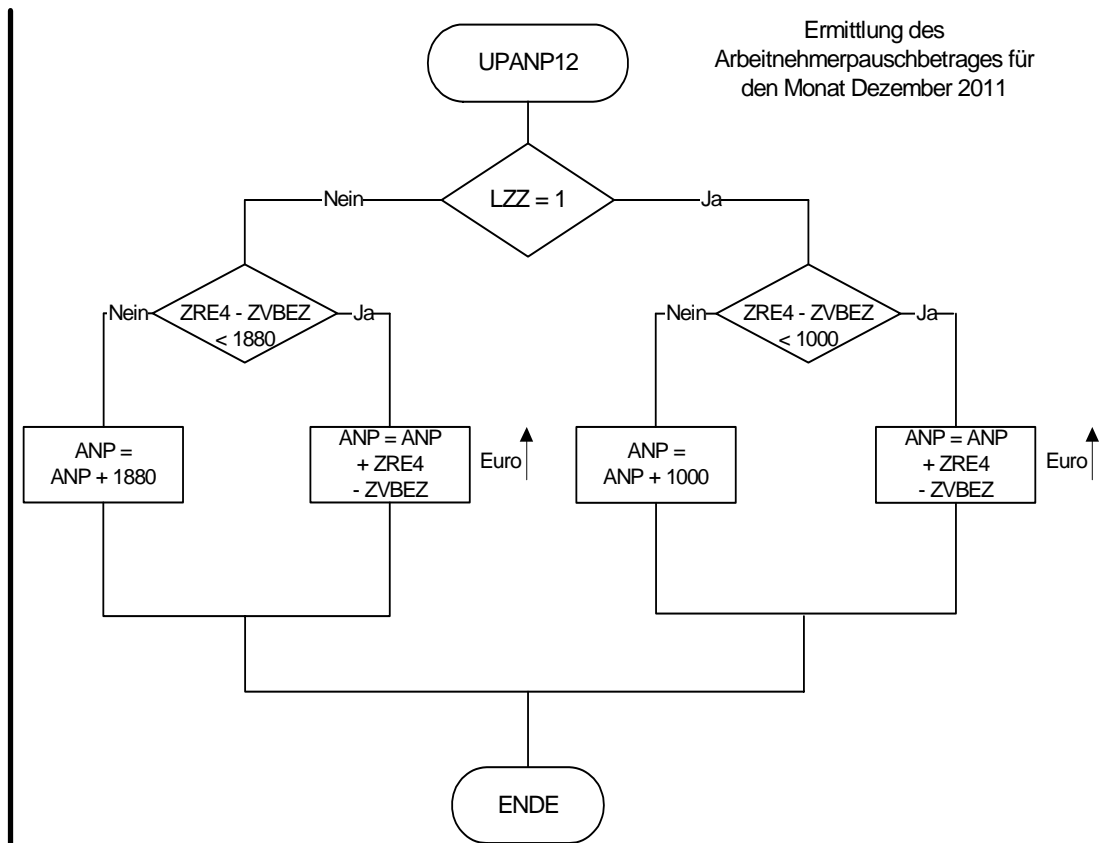 Ermittlung des
Arbeitnehmerpauschbetrages für
den Monat Dezember 2011
UPANP12
LZZ = 1
Nein
Ja
ZRE4 - ZVBEZ
< 1880
Nein
Ja
ZRE4 - ZVBEZ
< 1000
Nein
Ja
ANP =
ANP + 1880
ANP = ANP
+ ZRE4
- ZVBEZ
Euro
ANP =
ANP + 1000
ANP = ANP
+ ZRE4
- ZVBEZ
Euro
ENDE